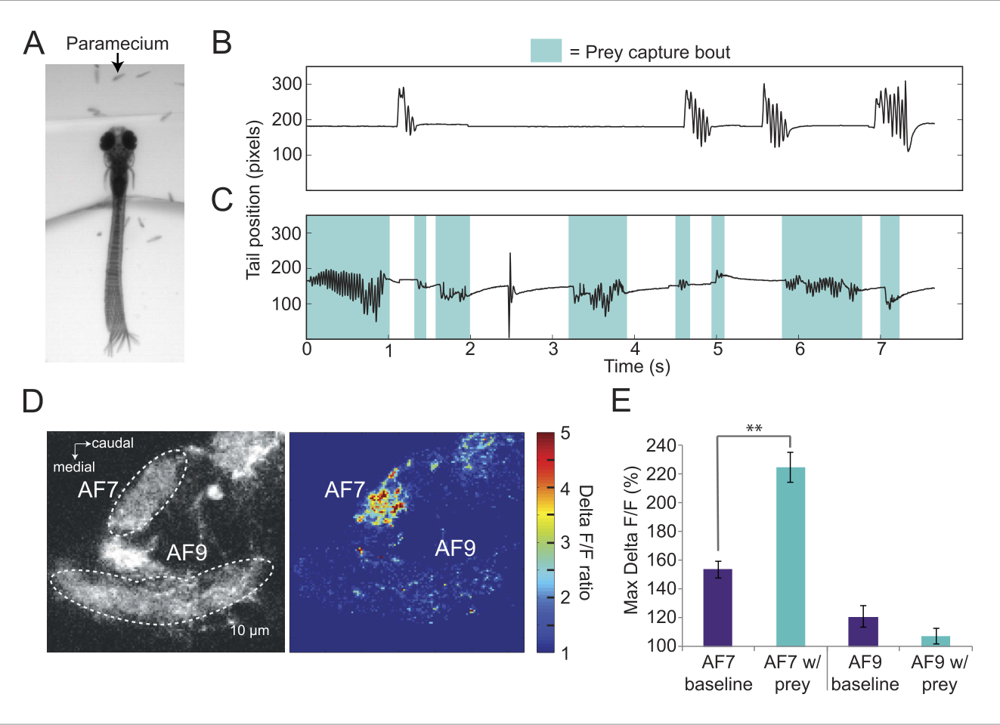 A
Paramecium
B
= Prey capture bout
300
200
100
C
Tail position (pixels)
300
200
100
0 1 2 3 4 5 6 7
Time (s)
D
caudal
medial
AF7
AF9
10 µm
AF7
AF9
5
4
3
2
1
Delta F/F ratio
E
**
Max Delta F/F (%)
240
220
200
180
160
140
120
100
AF7 baseline
AF7 w/ prey
AF9 baseline
AF9 w/ prey